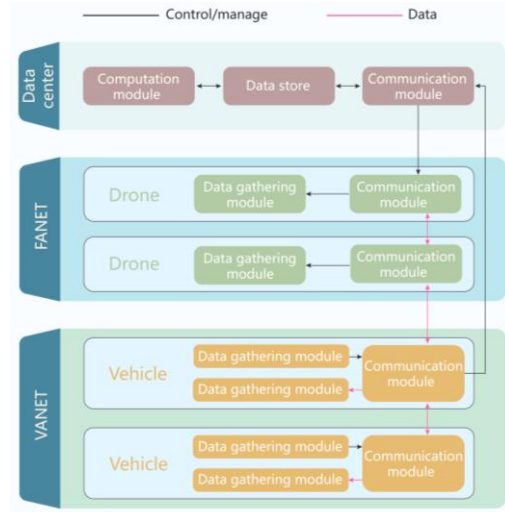 Control/manage
Data
Data
center
Computation
module
Data store
Communication
module
FANET
Drone
Data gathering
module
Communication
module
Drone
Data gathering
module
Communication
module
VANET
Vehicle
Data gathering module
Data gathering module
Communication
module
Vehicle
Data gathering module
Data gathering module
Communication
module